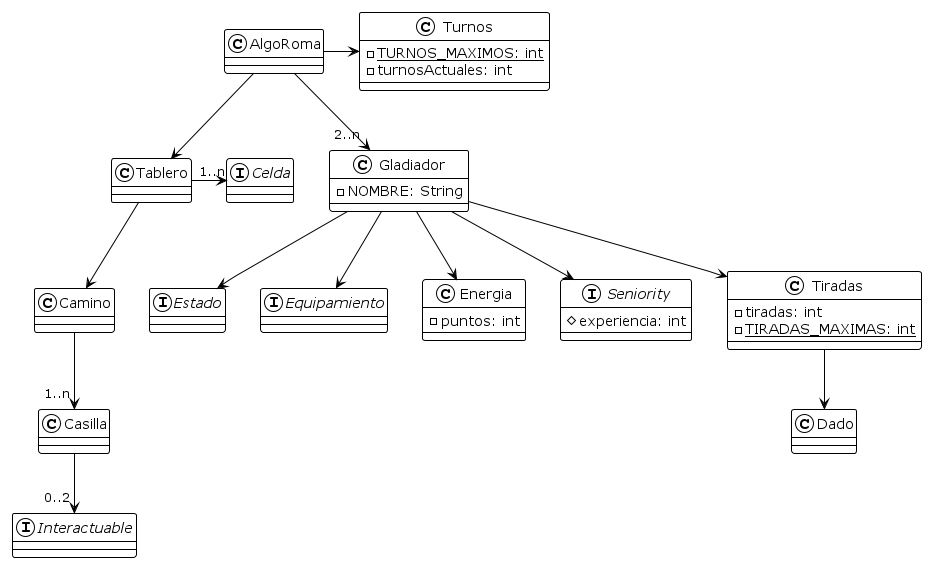 C AlgoRoma
C Turnos
TURNOS_MAXIMOS: int
turnosActuales: int
2..n
C Tablero
1..n
I Celda
C Gladiador
NOMBRE: String
C Camino
I Estado
I Equipamiento
C Energia
puntos: int
I Seniority
experiencia: int
C Tiradas
tiradas: int
TIRADAS_MAXIMAS: int
1..n
C Casilla
C Dado
0..2
I Interactuable